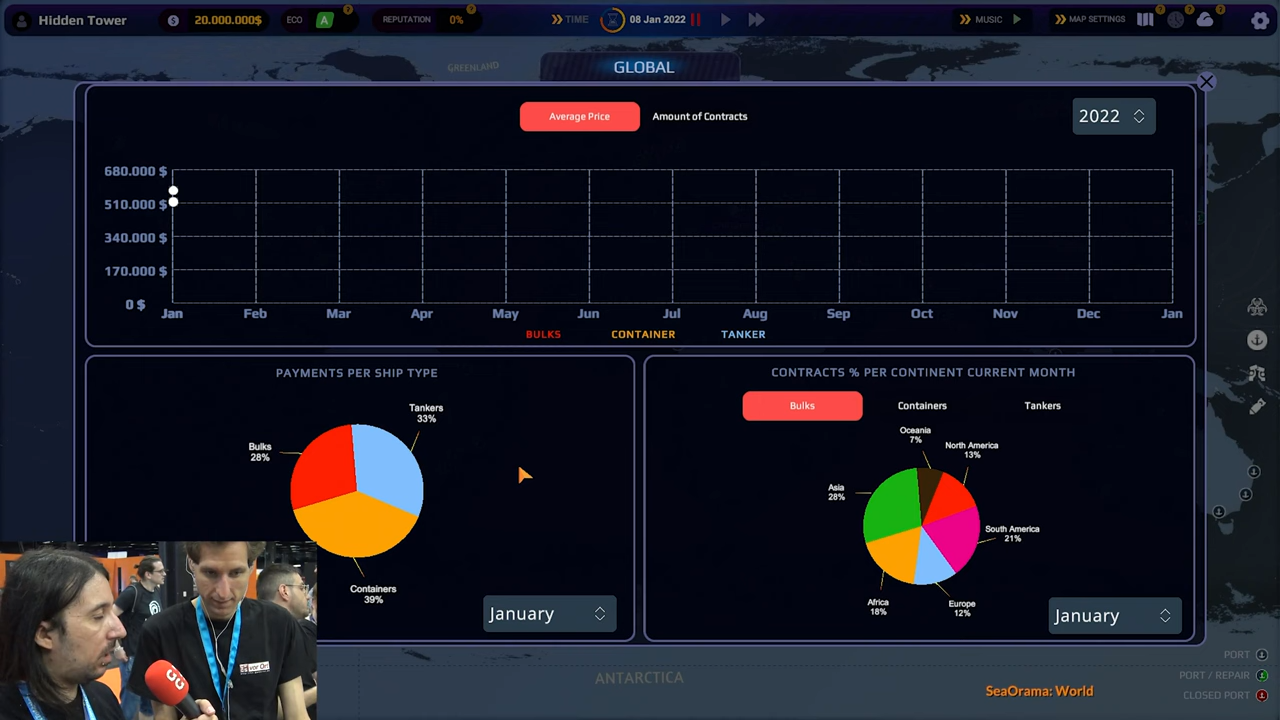 Hidden Tower
$ 20.000.000$ ?
ECO A ?
REPUTATION 0% ?
TIME 08 Jan 2022
MUSIC
MAP SETTINGS
? ? ?
GREENLAND
GLOBAL
Average Price
Amount of Contracts
2022
680.000 $
510.000 $
340.000 $
170.000 $
0 $
Jan Feb Mar Apr May Jun Jul Aug Sep Oct Nov Dec Jan
BULKS CONTAINER TANKER
PAYMENTS PER SHIP TYPE
Tankers
33%
Bulks
28%
Containers
39%
January
CONTRACTS % PER CONTINENT CURRENT MONTH
Bulks Containers Tankers
Oceania
7%
North America
13%
Asia
28%
South America
21%
Africa
18%
Europe
12%
January
ANTARCTICA
PORT
PORT / REPAIR
CLOSED PORT
SeaOrama: World